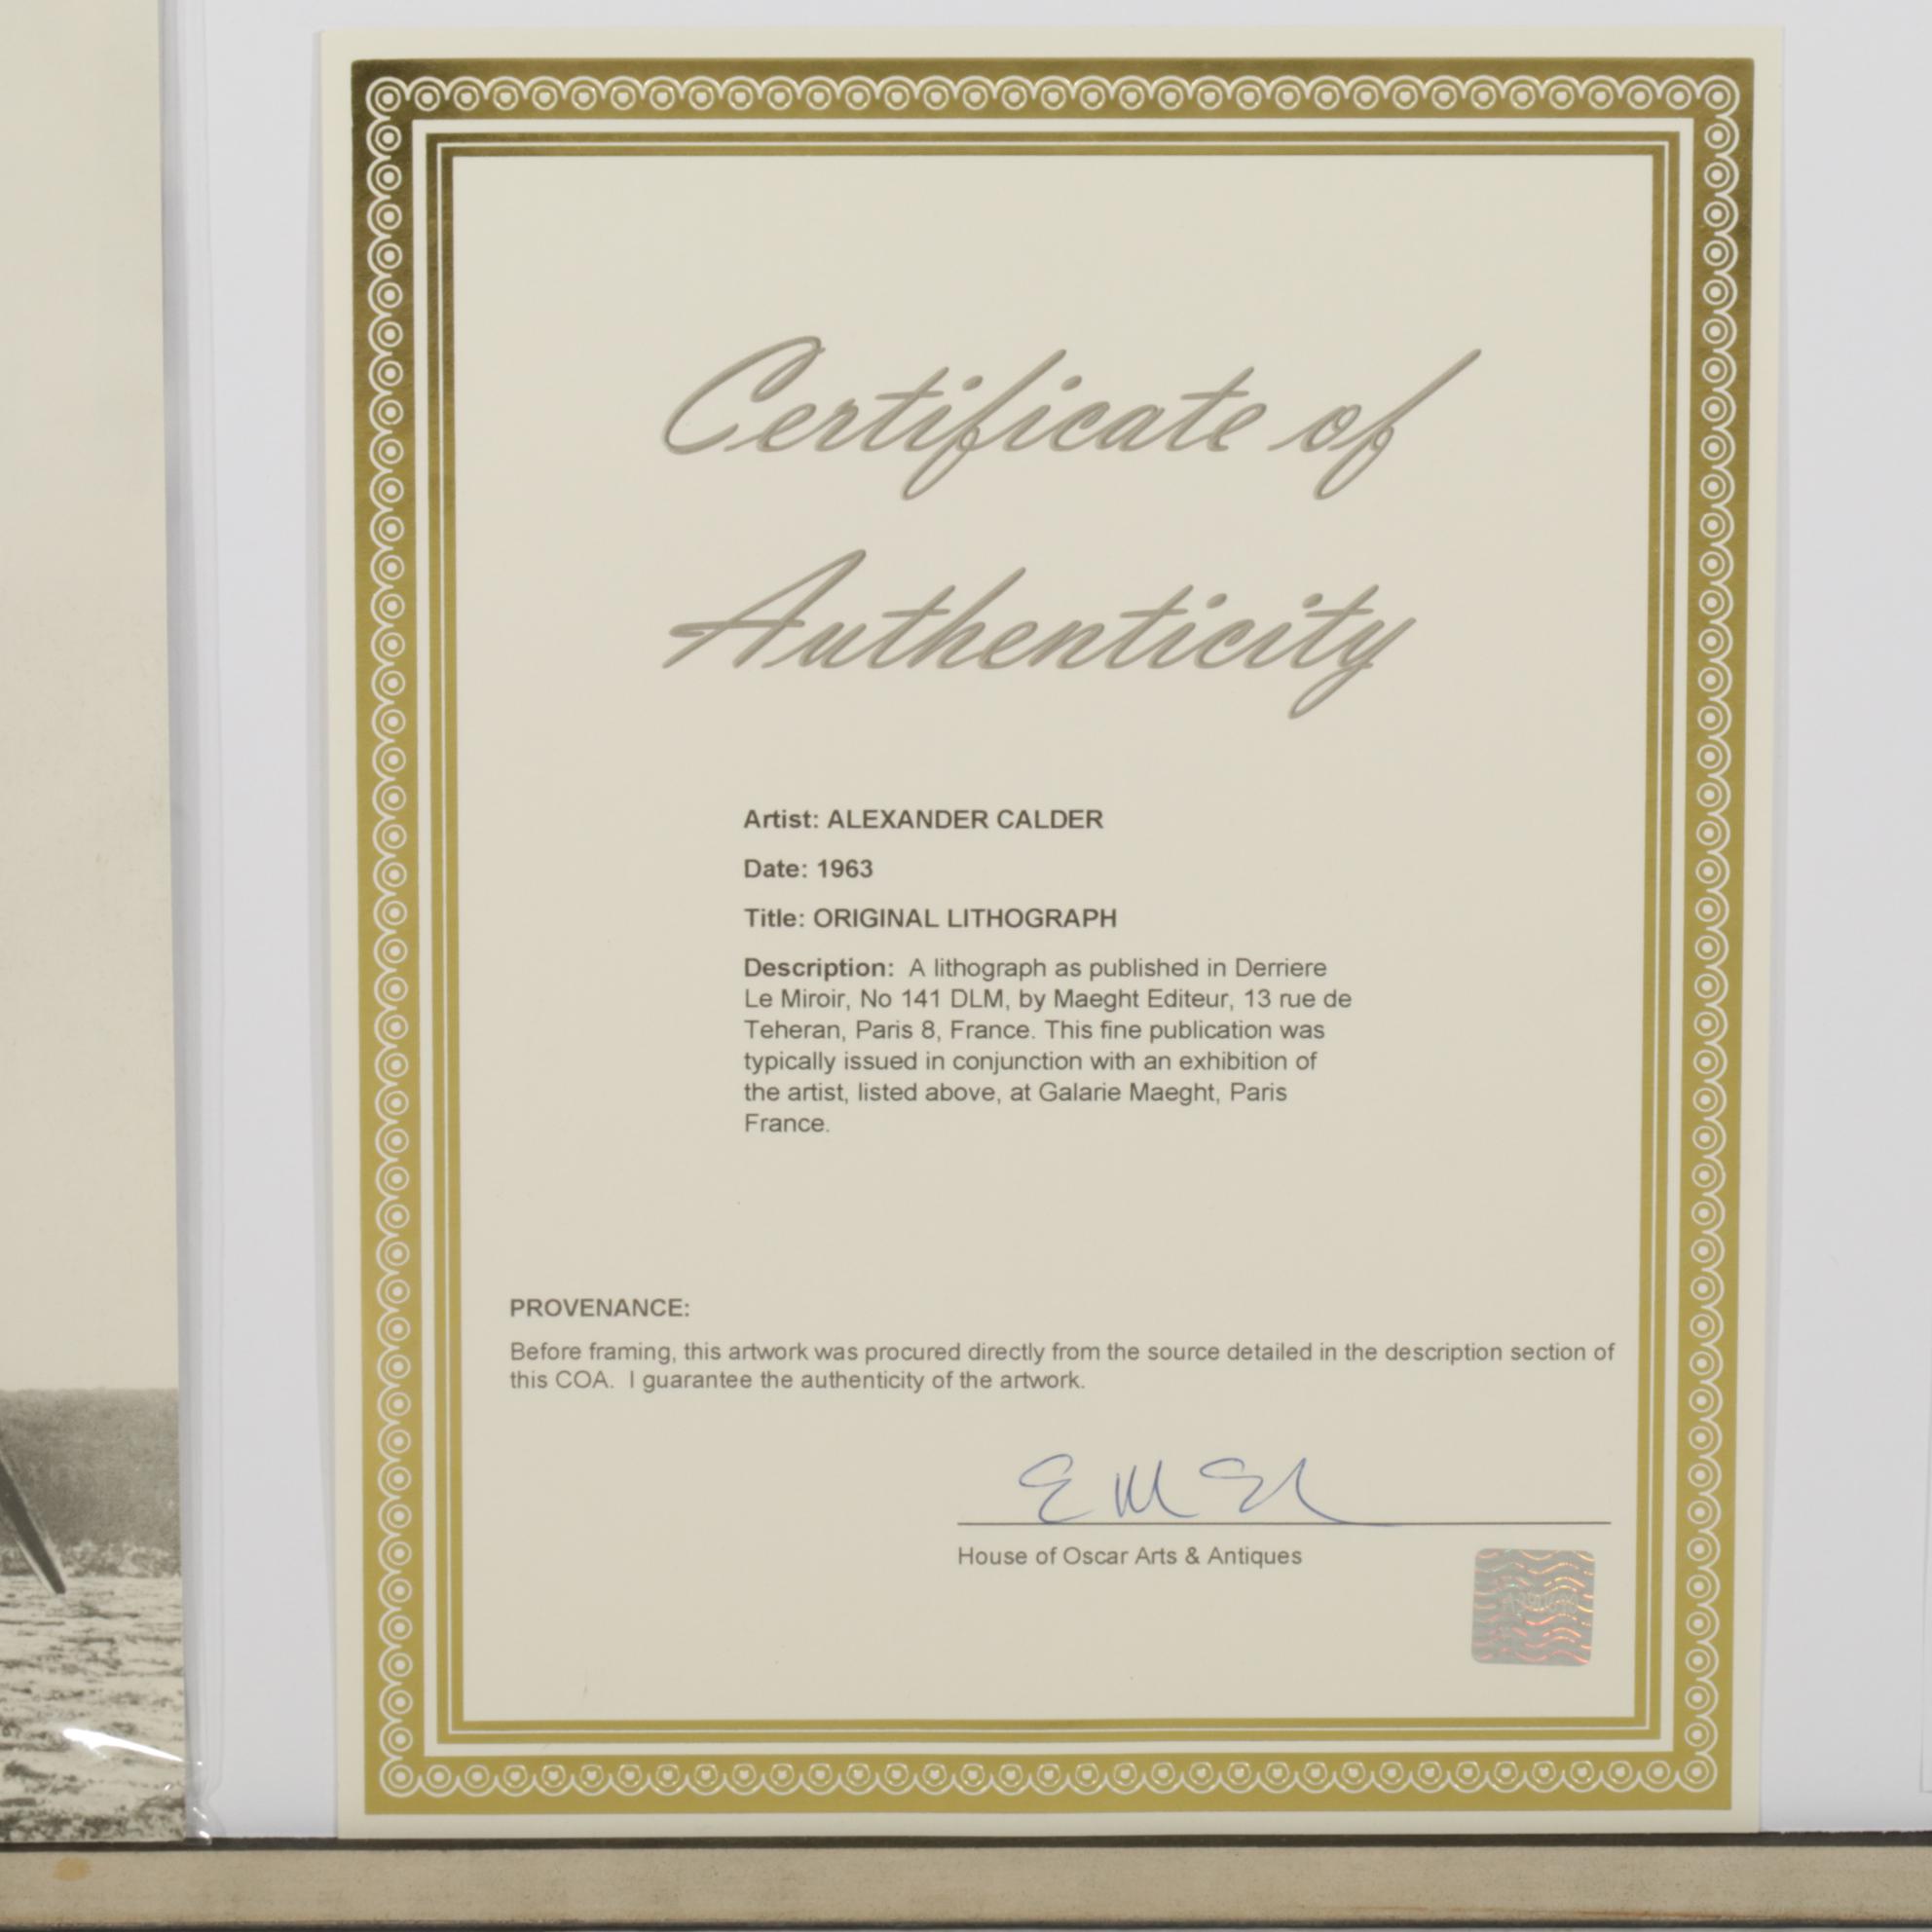 Certificate of
Authenticity
Artist: ALEXANDER CALDER
Date: 1963
Title: ORIGINAL LITHOGRAPH
Description: A lithograph as published in Derriere
Le Miroir, No 141 DLM, by Maeght Editeur, 13 rue de
Teheran, Paris 8, France. This fine publication was
typically issued in conjunction with an exhibition of
the artist, listed above, at Galarie Maeght, Paris
France.
PROVENANCE:
Before framing, this artwork was procured directly from the source detailed in the description section of
this COA. I guarantee the authenticity of the artwork.
House of Oscar Arts & Antiques